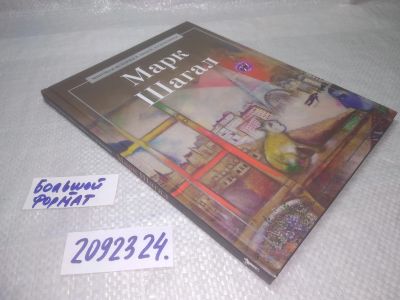 Марк
Шагал
большой
формат
2092324.